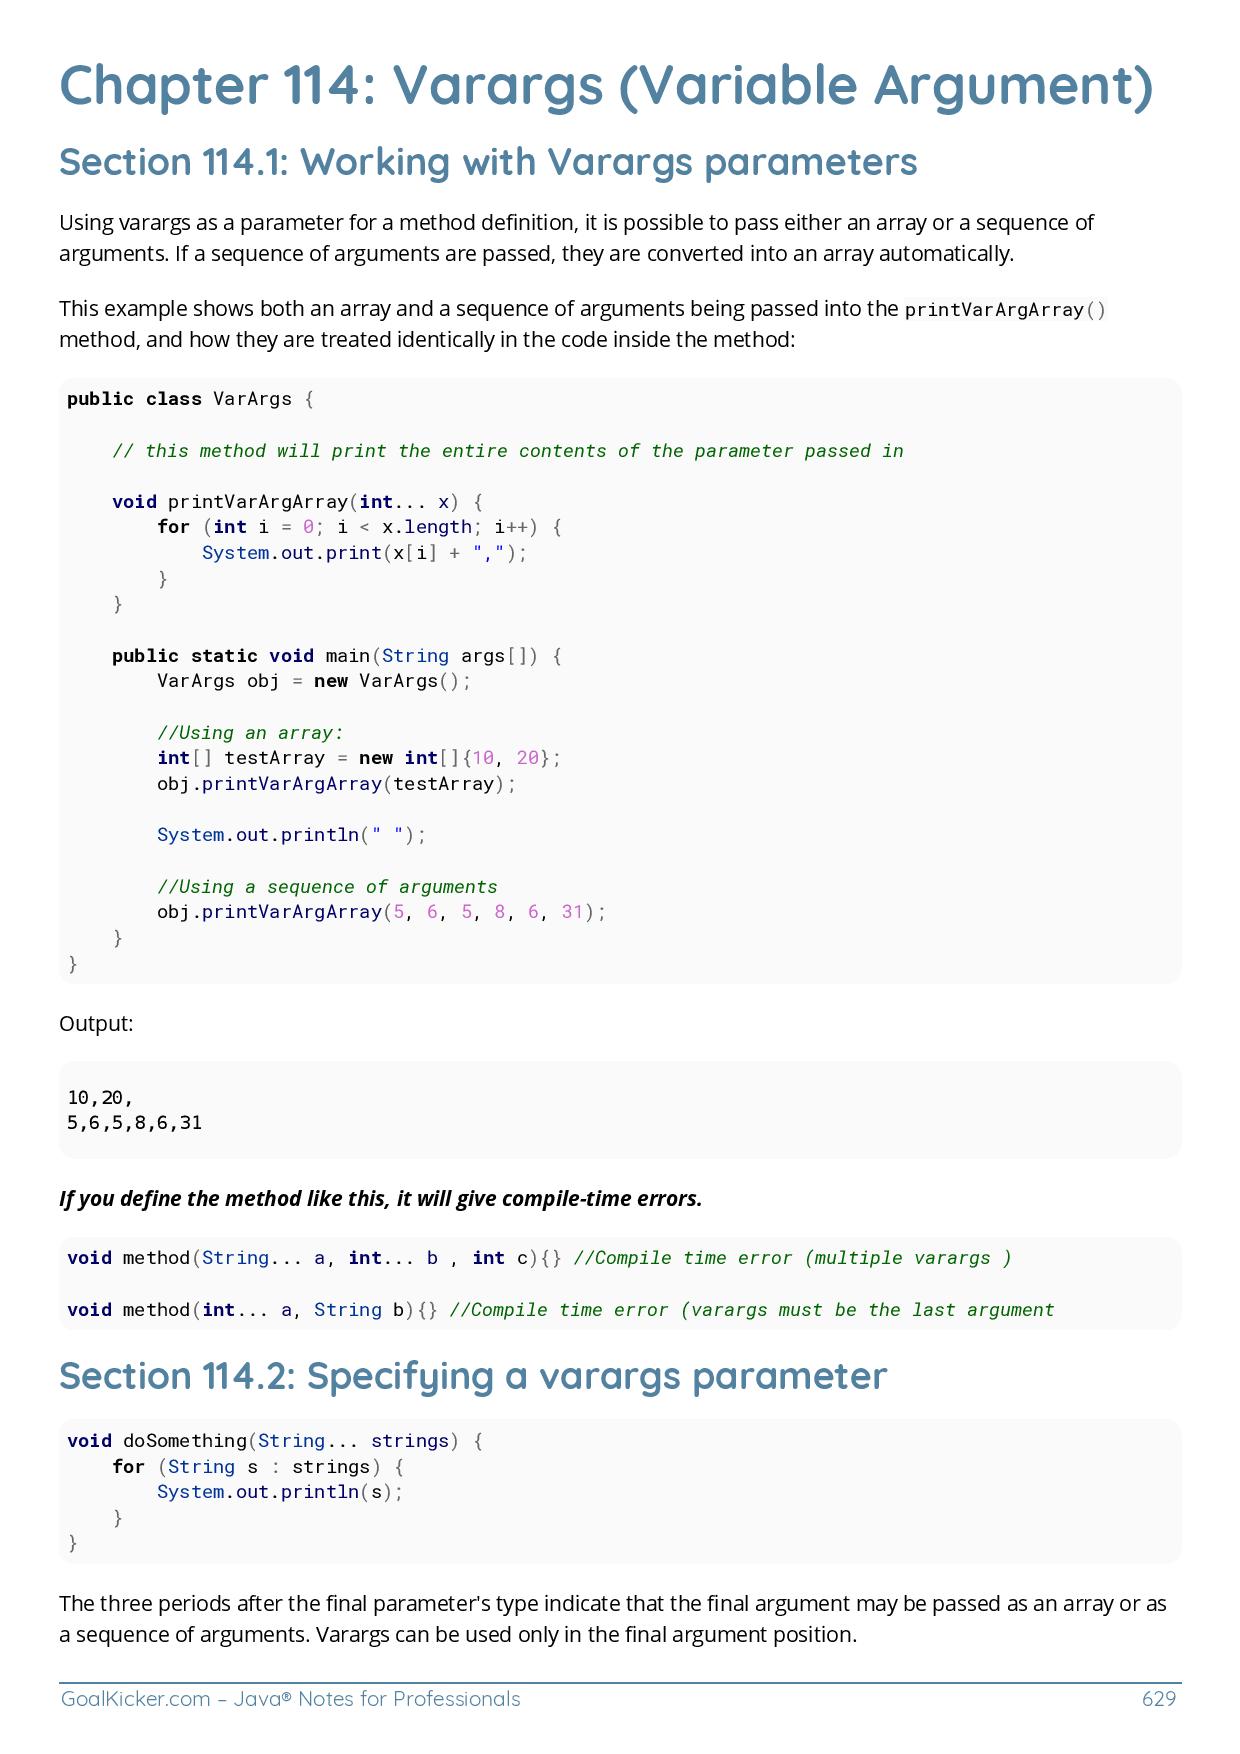 Chapter 114: Varargs (Variable Argument)
Section 114.1: Working with Varargs parameters
Using varargs as a parameter for a method definition, it is possible to pass either an array or a sequence of
arguments. If a sequence of arguments are passed, they are converted into an array automatically.
This example shows both an array and a sequence of arguments being passed into the printVarArgArray()
method, and how they are treated identically in the code inside the method:
public class VarArgs {
    // this method will print the entire contents of the parameter passed in
    void printVarArgArray(int... x) {
        for (int i = 0; i < x.length; i++) {
            System.out.print(x[i] + ",");
        }
    }
    public static void main(String args[]) {
        VarArgs obj = new VarArgs();
        //Using an array:
        int[] testArray = new int[]{10, 20};
        obj.printVarArgArray(testArray);
        System.out.println(" ");
        //Using a sequence of arguments
        obj.printVarArgArray(5, 6, 5, 8, 6, 31);
    }
}
Output:
10,20,
5,6,5,8,6,31
If you define the method like this, it will give compile-time errors.
void method(String... a, int... b , int c){} //Compile time error (multiple varargs )
void method(int... a, String b){} //Compile time error (varargs must be the last argument
Section 114.2: Specifying a varargs parameter
void doSomething(String... strings) {
    for (String s : strings) {
        System.out.println(s);
    }
}
The three periods after the final parameter's type indicate that the final argument may be passed as an array or as
a sequence of arguments. Varargs can be used only in the final argument position.
GoalKicker.com – Java® Notes for Professionals 629